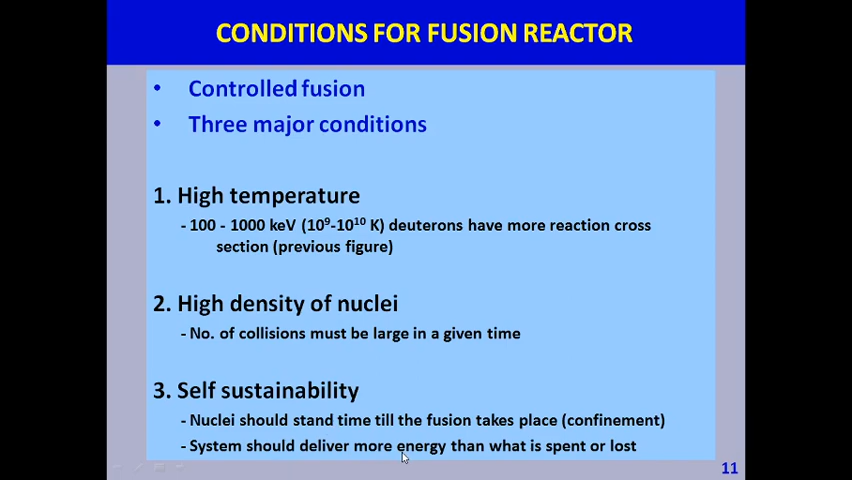 CONDITIONS FOR FUSION REACTOR
• Controlled fusion
• Three major conditions
1. High temperature
- 100 - 1000 keV (10⁹-10¹⁰ K) deuterons have more reaction cross
section (previous figure)
2. High density of nuclei
- No. of collisions must be large in a given time
3. Self sustainability
- Nuclei should stand time till the fusion takes place (confinement)
- System should deliver more energy than what is spent or lost
11